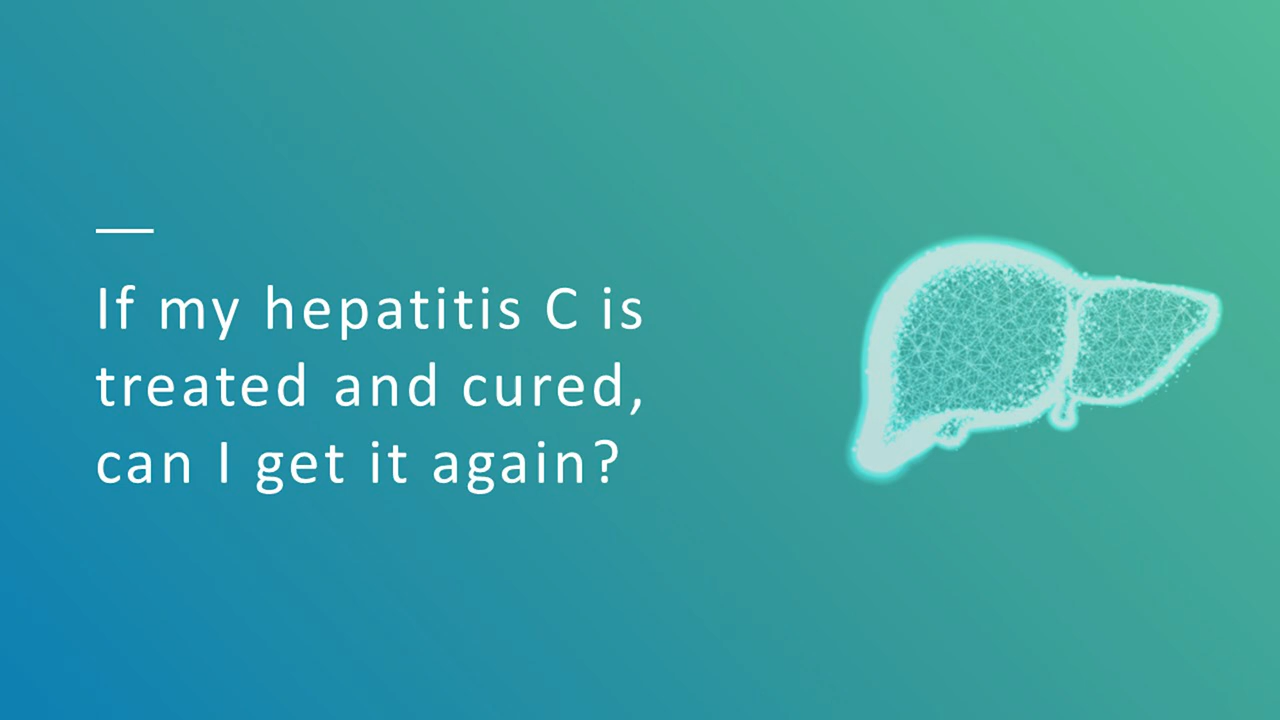 If my hepatitis C is
treated and cured,
can I get it again?